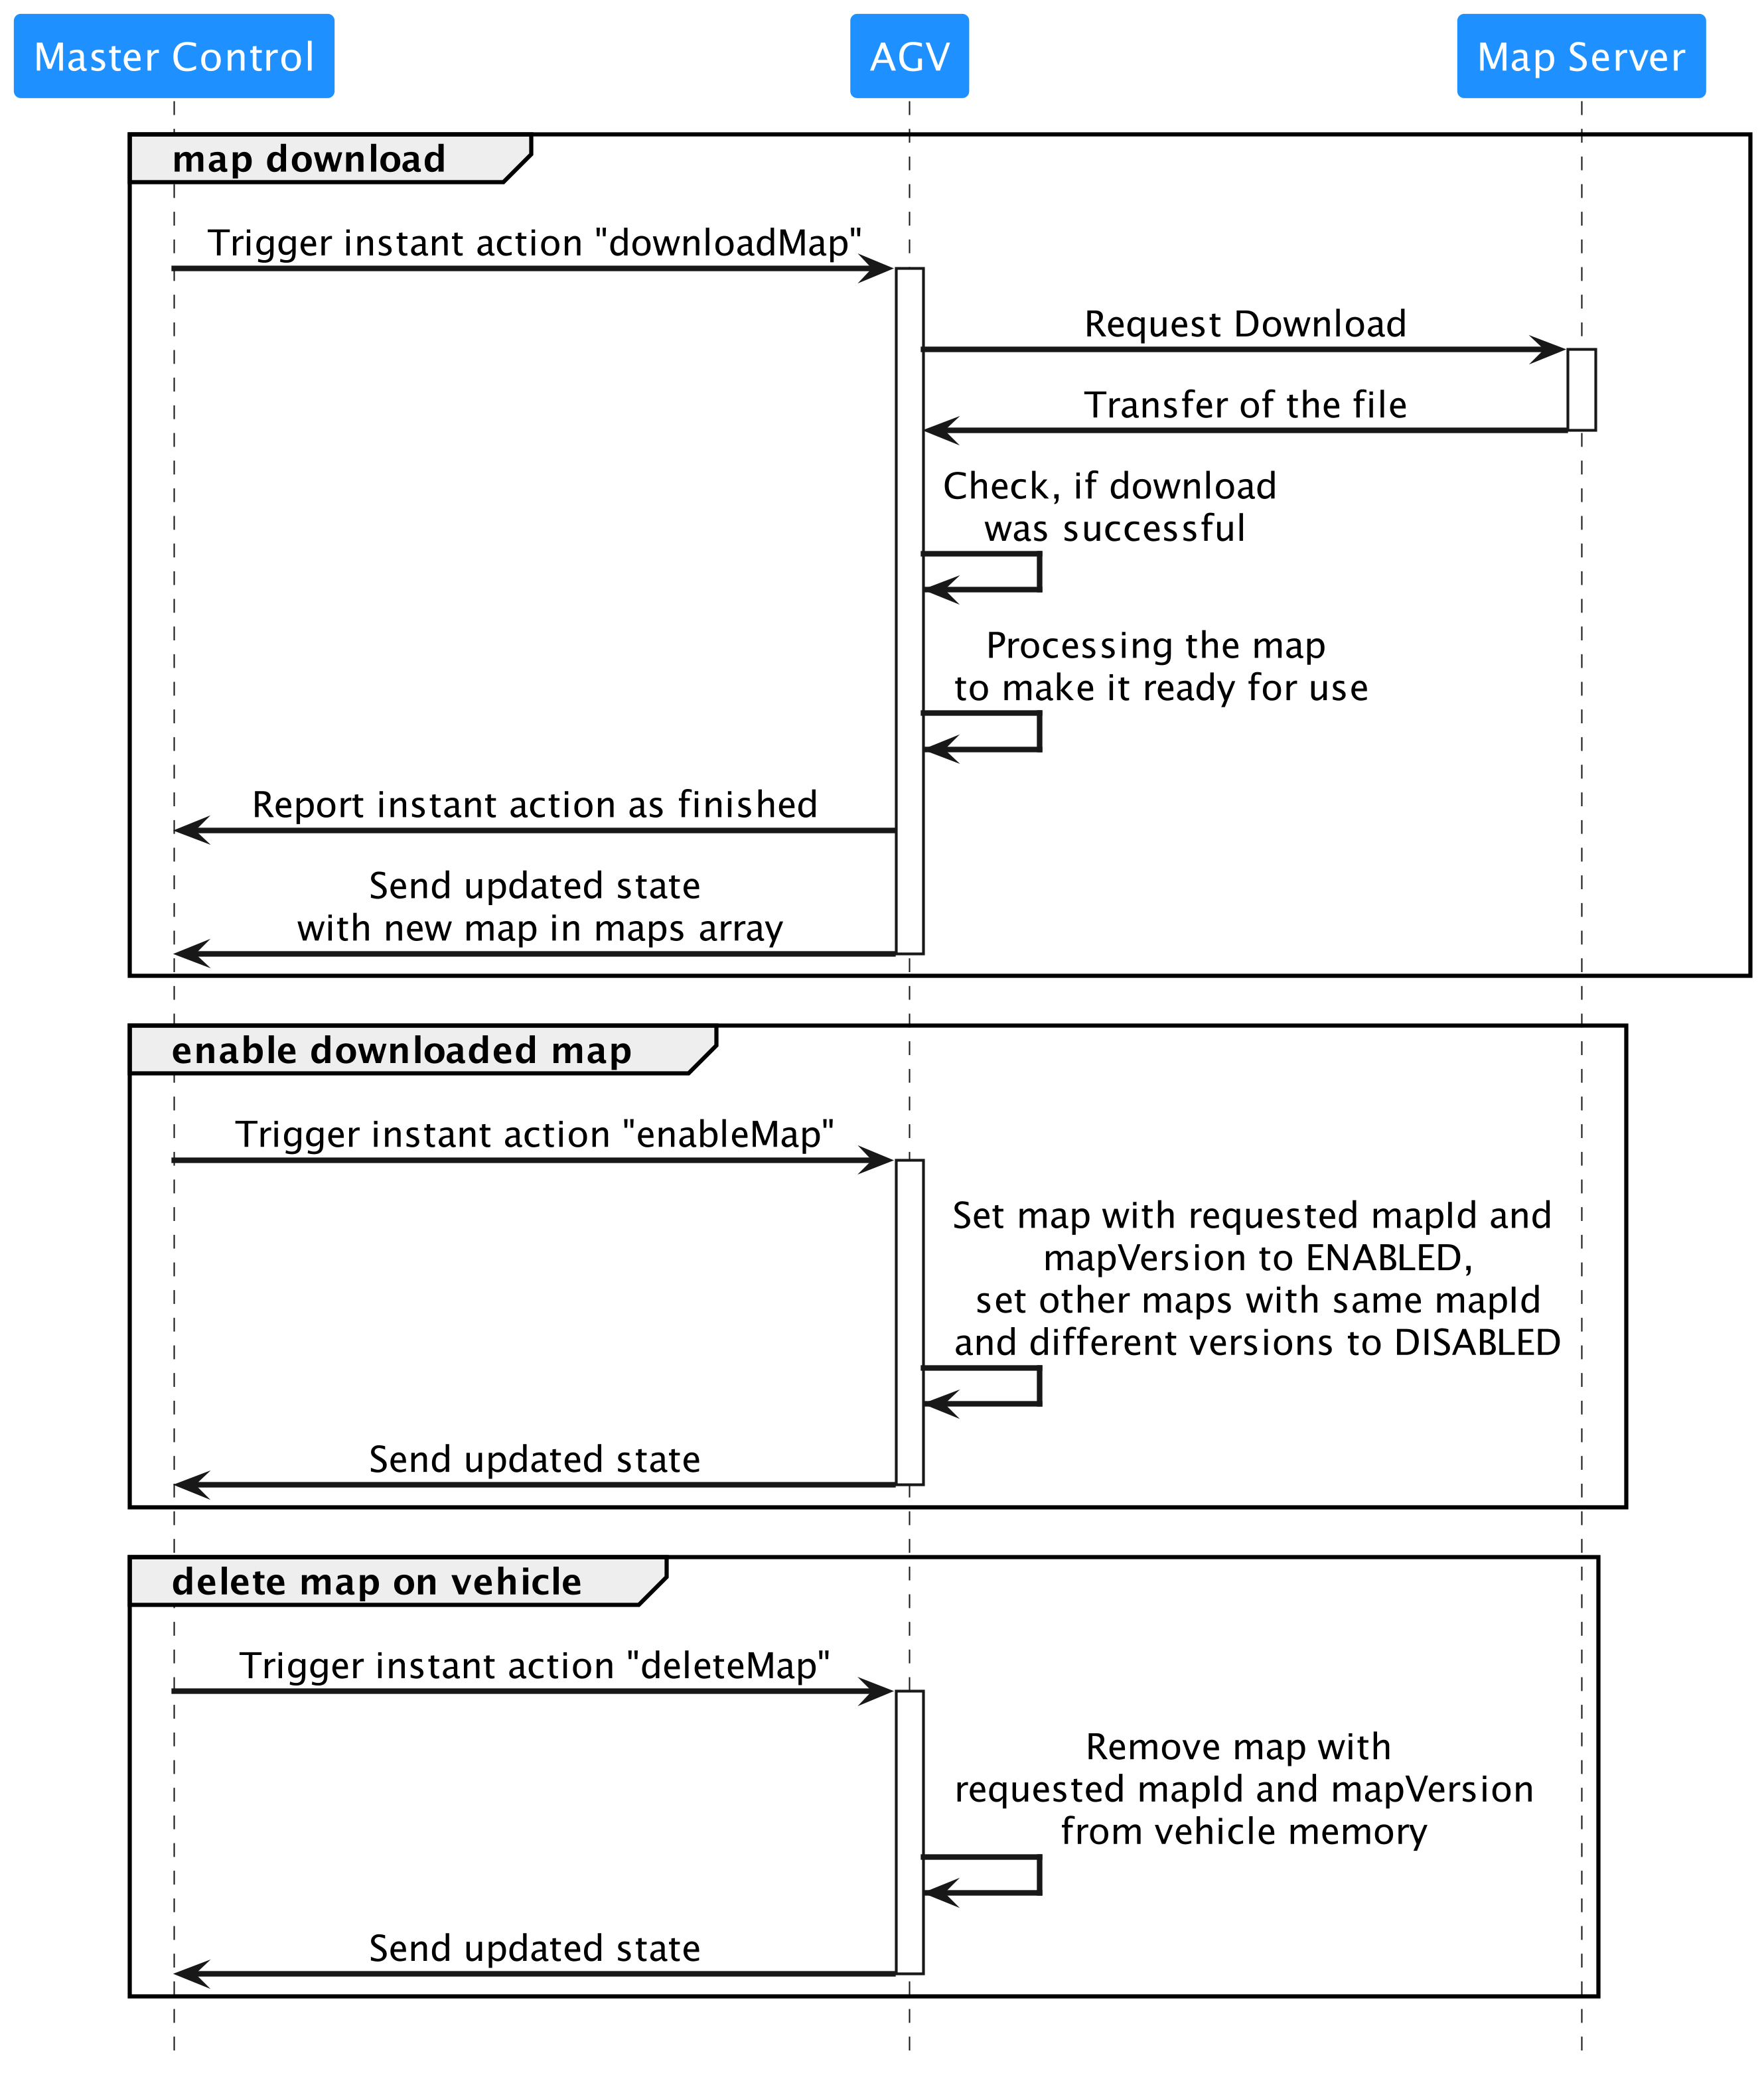 Master Control
AGV
Map Server
map download
Trigger instant action "downloadMap"
Request Download
Transfer of the file
Check, if download
was successful
Processing the map
to make it ready for use
Report instant action as finished
Send updated state
with new map in maps array
enable downloaded map
Trigger instant action "enableMap"
Set map with requested mapId and
mapVersion to ENABLED,
set other maps with same mapId
and different versions to DISABLED
Send updated state
delete map on vehicle
Trigger instant action "deleteMap"
Remove map with
requested mapId and mapVersion
from vehicle memory
Send updated state